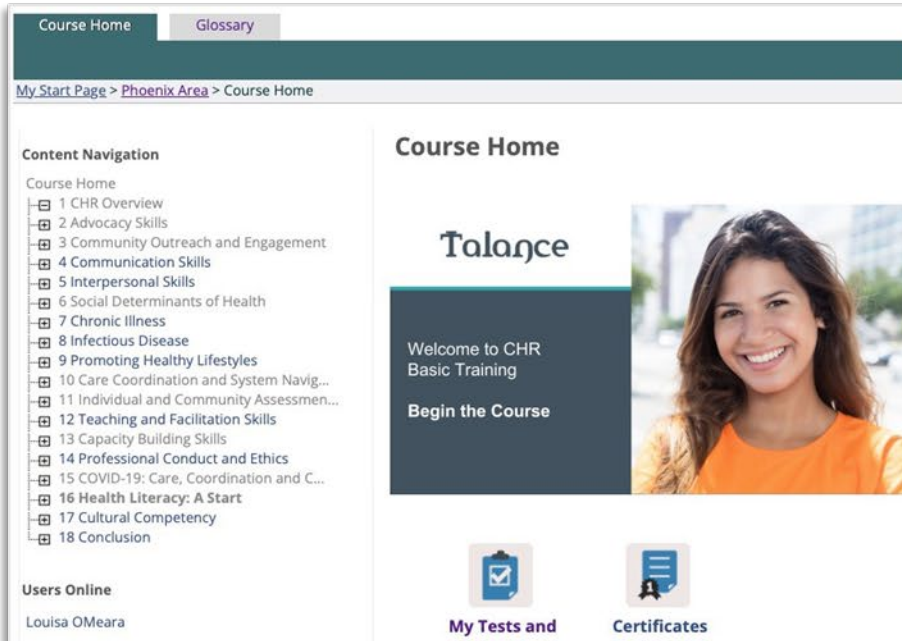 Course Home
Glossary
My Start Page > Phoenix Area > Course Home
Content Navigation
Course Home
1 CHR Overview
2 Advocacy Skills
3 Community Outreach and Engagement
4 Communication Skills
5 Interpersonal Skills
6 Social Determinants of Health
7 Chronic Illness
8 Infectious Disease
9 Promoting Healthy Lifestyles
10 Care Coordination and System Navig...
11 Individual and Community Assessmen...
12 Teaching and Facilitation Skills
13 Capacity Building Skills
14 Professional Conduct and Ethics
15 COVID-19: Care, Coordination and C...
16 Health Literacy: A Start
17 Cultural Competency
18 Conclusion
Users Online
Louisa OMeara
Course Home
Talance
Welcome to CHR
Basic Training
Begin the Course
1
My Tests and
Certificates